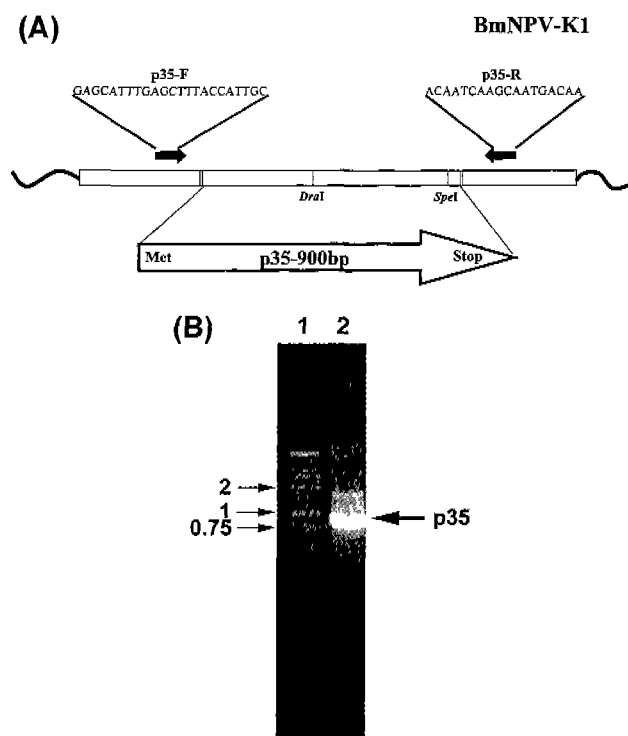 (A)
BmNPV-K1
p35-F
GAGCATTTGAGCTTTACCATTGC
p35-R
ACAATCAAGCAATGACAA
DraI
SpeI
Met
p35-900bp
Stop
(B)
1 2
2
1
0.75
p35